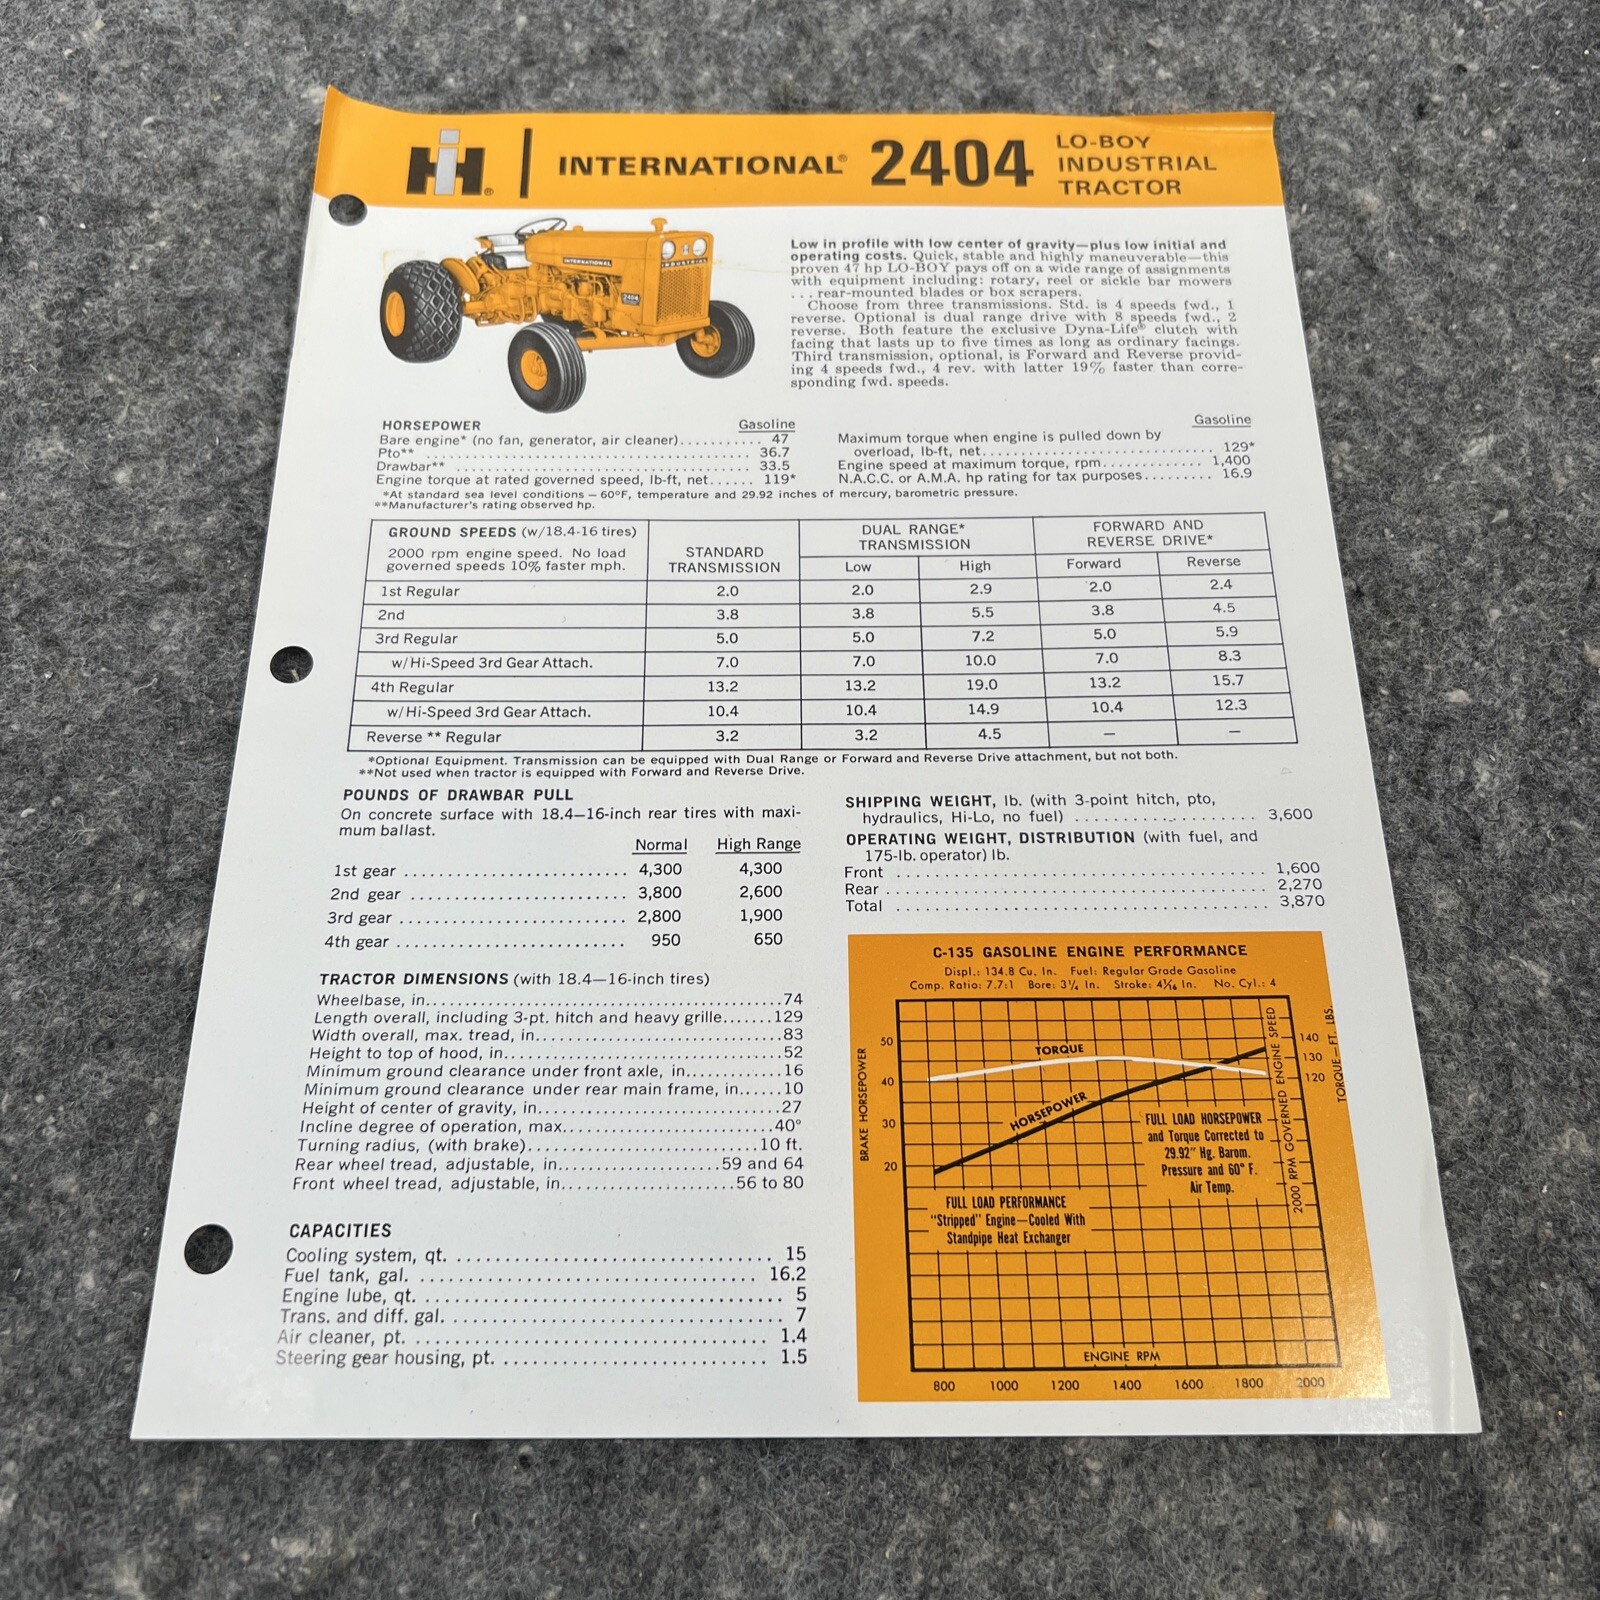 IH®
INTERNATIONAL® 2404
LO-BOY
INDUSTRIAL
TRACTOR
INTERNATIONAL
INDUSTRIAL
2404
Low in profile with low center of gravity—plus low initial and
operating costs. Quick, stable and highly maneuverable—this
proven 47 hp LO-BOY pays off on a wide range of assignments
with equipment including: rotary, reel or sickle bar mowers
. . . rear-mounted blades or box scrapers.
Choose from three transmissions. Std. is 4 speeds fwd., 1
reverse. Optional is dual range drive with 8 speeds fwd., 2
reverse. Both feature the exclusive Dyna-Life® clutch with
facing that lasts up to five times as long as ordinary facings.
Third transmission, optional, is Forward and Reverse provid-
ing 4 speeds fwd., 4 rev. with latter 19% faster than corre-
sponding fwd. speeds.
HORSEPOWER Gasoline
Bare engine* (no fan, generator, air cleaner)........... 47
Pto** ................................................ 36.7
Drawbar** ............................................ 33.5
Engine torque at rated governed speed, lb-ft, net...... 119*
Gasoline
Maximum torque when engine is pulled down by
overload, lb-ft, net.................................. 129*
Engine speed at maximum torque, rpm............. 1,400
N.A.C.C. or A.M.A. hp rating for tax purposes......... 16.9
*At standard sea level conditions — 60°F, temperature and 29.92 inches of mercury, barometric pressure.
**Manufacturer's rating observed hp.
GROUND SPEEDS (w/18.4-16 tires)
2000 rpm engine speed. No load
governed speeds 10% faster mph.
STANDARD
TRANSMISSION
DUAL RANGE*
TRANSMISSION
Low High
FORWARD AND
REVERSE DRIVE*
Forward Reverse
1st Regular 2.0 2.0 2.9 2.0 2.4
2nd 3.8 3.8 5.5 3.8 4.5
3rd Regular 5.0 5.0 7.2 5.0 5.9
w/Hi-Speed 3rd Gear Attach. 7.0 7.0 10.0 7.0 8.3
4th Regular 13.2 13.2 19.0 13.2 15.7
w/Hi-Speed 3rd Gear Attach. 10.4 10.4 14.9 10.4 12.3
Reverse ** Regular 3.2 3.2 4.5 — —
*Optional Equipment. Transmission can be equipped with Dual Range or Forward and Reverse Drive attachment, but not both.
**Not used when tractor is equipped with Forward and Reverse Drive.
POUNDS OF DRAWBAR PULL
On concrete surface with 18.4—16-inch rear tires with maxi-
mum ballast.
Normal High Range
1st gear .......................... 4,300 4,300
2nd gear ......................... 3,800 2,600
3rd gear .......................... 2,800 1,900
4th gear .......................... 950 650
TRACTOR DIMENSIONS (with 18.4—16-inch tires)
Wheelbase, in..............................................74
Length overall, including 3-pt. hitch and heavy grille.......129
Width overall, max. tread, in...............................83
Height to top of hood, in...................................52
Minimum ground clearance under front axle, in............16
Minimum ground clearance under rear main frame, in......10
Height of center of gravity, in..............................27
Incline degree of operation, max..........................40°
Turning radius, (with brake)............................10 ft.
Rear wheel tread, adjustable, in....................59 and 64
Front wheel tread, adjustable, in.....................56 to 80
CAPACITIES
Cooling system, qt. ................................ 15
Fuel tank, gal. .................................. 16.2
Engine lube, qt. .................................. 5
Trans. and diff. gal. ............................... 7
Air cleaner, pt. .................................. 1.4
Steering gear housing, pt. ......................... 1.5
SHIPPING WEIGHT, lb. (with 3-point hitch, pto,
hydraulics, Hi-Lo, no fuel) ....................... 3,600
OPERATING WEIGHT, DISTRIBUTION (with fuel, and
175-lb. operator) lb.
Front ............................................. 1,600
Rear .............................................. 2,270
Total ............................................. 3,870
C-135 GASOLINE ENGINE PERFORMANCE
Displ.: 134.8 Cu. In. Fuel: Regular Grade Gasoline
Comp. Ratio: 7.7:1 Bore: 3¼ In. Stroke: 4 1/16 In. No. Cyl.: 4
BRAKE HORSEPOWER
50
40
30
20
TORQUE
HORSEPOWER
FULL LOAD HORSEPOWER
and Torque Corrected to
29.92" Hg. Barom.
Pressure and 60° F.
Air Temp.
FULL LOAD PERFORMANCE
"Stripped" Engine—Cooled With
Standpipe Heat Exchanger
2000 RPM GOVERNED ENGINE SPEED
140
130
120
TORQUE—FT. LBS.
ENGINE RPM
800 1000 1200 1400 1600 1800 2000